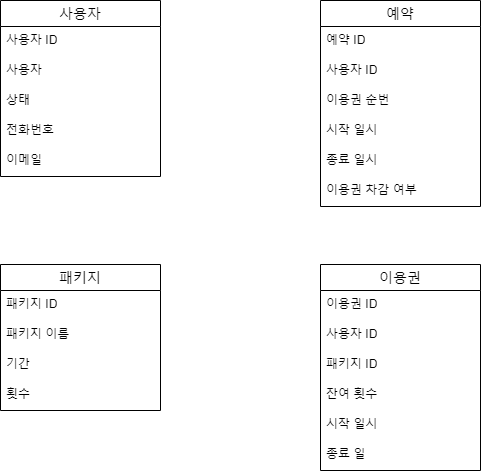 사용자
사용자 ID
사용자
상태
전화번호
이메일
예약
예약 ID
사용자 ID
이용권 순번
시작 일시
종료 일시
이용권 차감 여부
패키지
패키지 ID
패키지 이름
기간
횟수
이용권
이용권 ID
사용자 ID
패키지 ID
잔여 횟수
시작 일시
종료 일